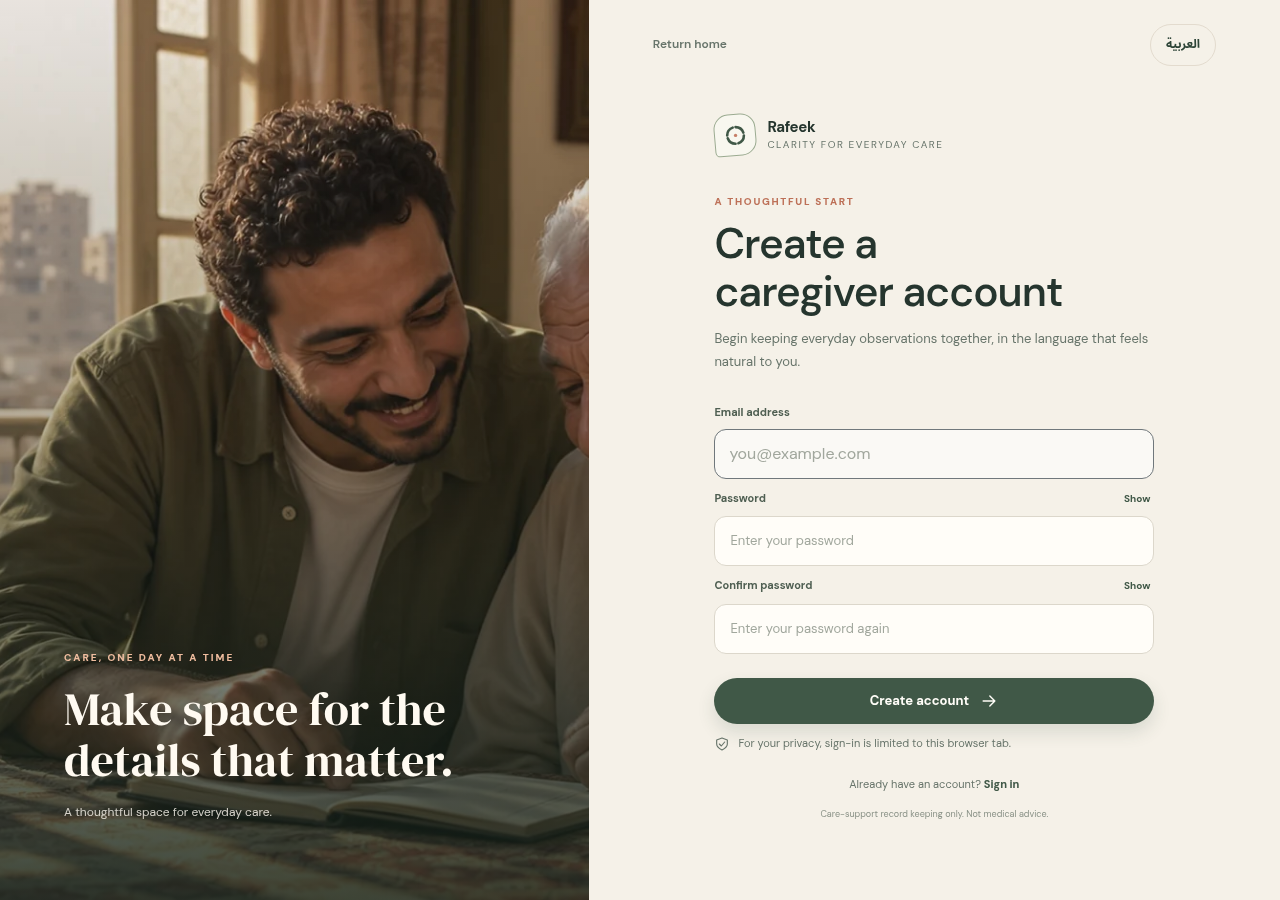 Return home
العربية
Rafeek
CLARITY FOR EVERYDAY CARE
A THOUGHTFUL START
Create a
caregiver account
Begin keeping everyday observations together, in the language that feels
natural to you.
Email address
you@example.com
Password
Show
Enter your password
Confirm password
Show
Enter your password again
Create account
For your privacy, sign-in is limited to this browser tab.
Already have an account? Sign in
Care-support record keeping only. Not medical advice.
CARE, ONE DAY AT A TIME
Make space for the
details that matter.
A thoughtful space for everyday care.